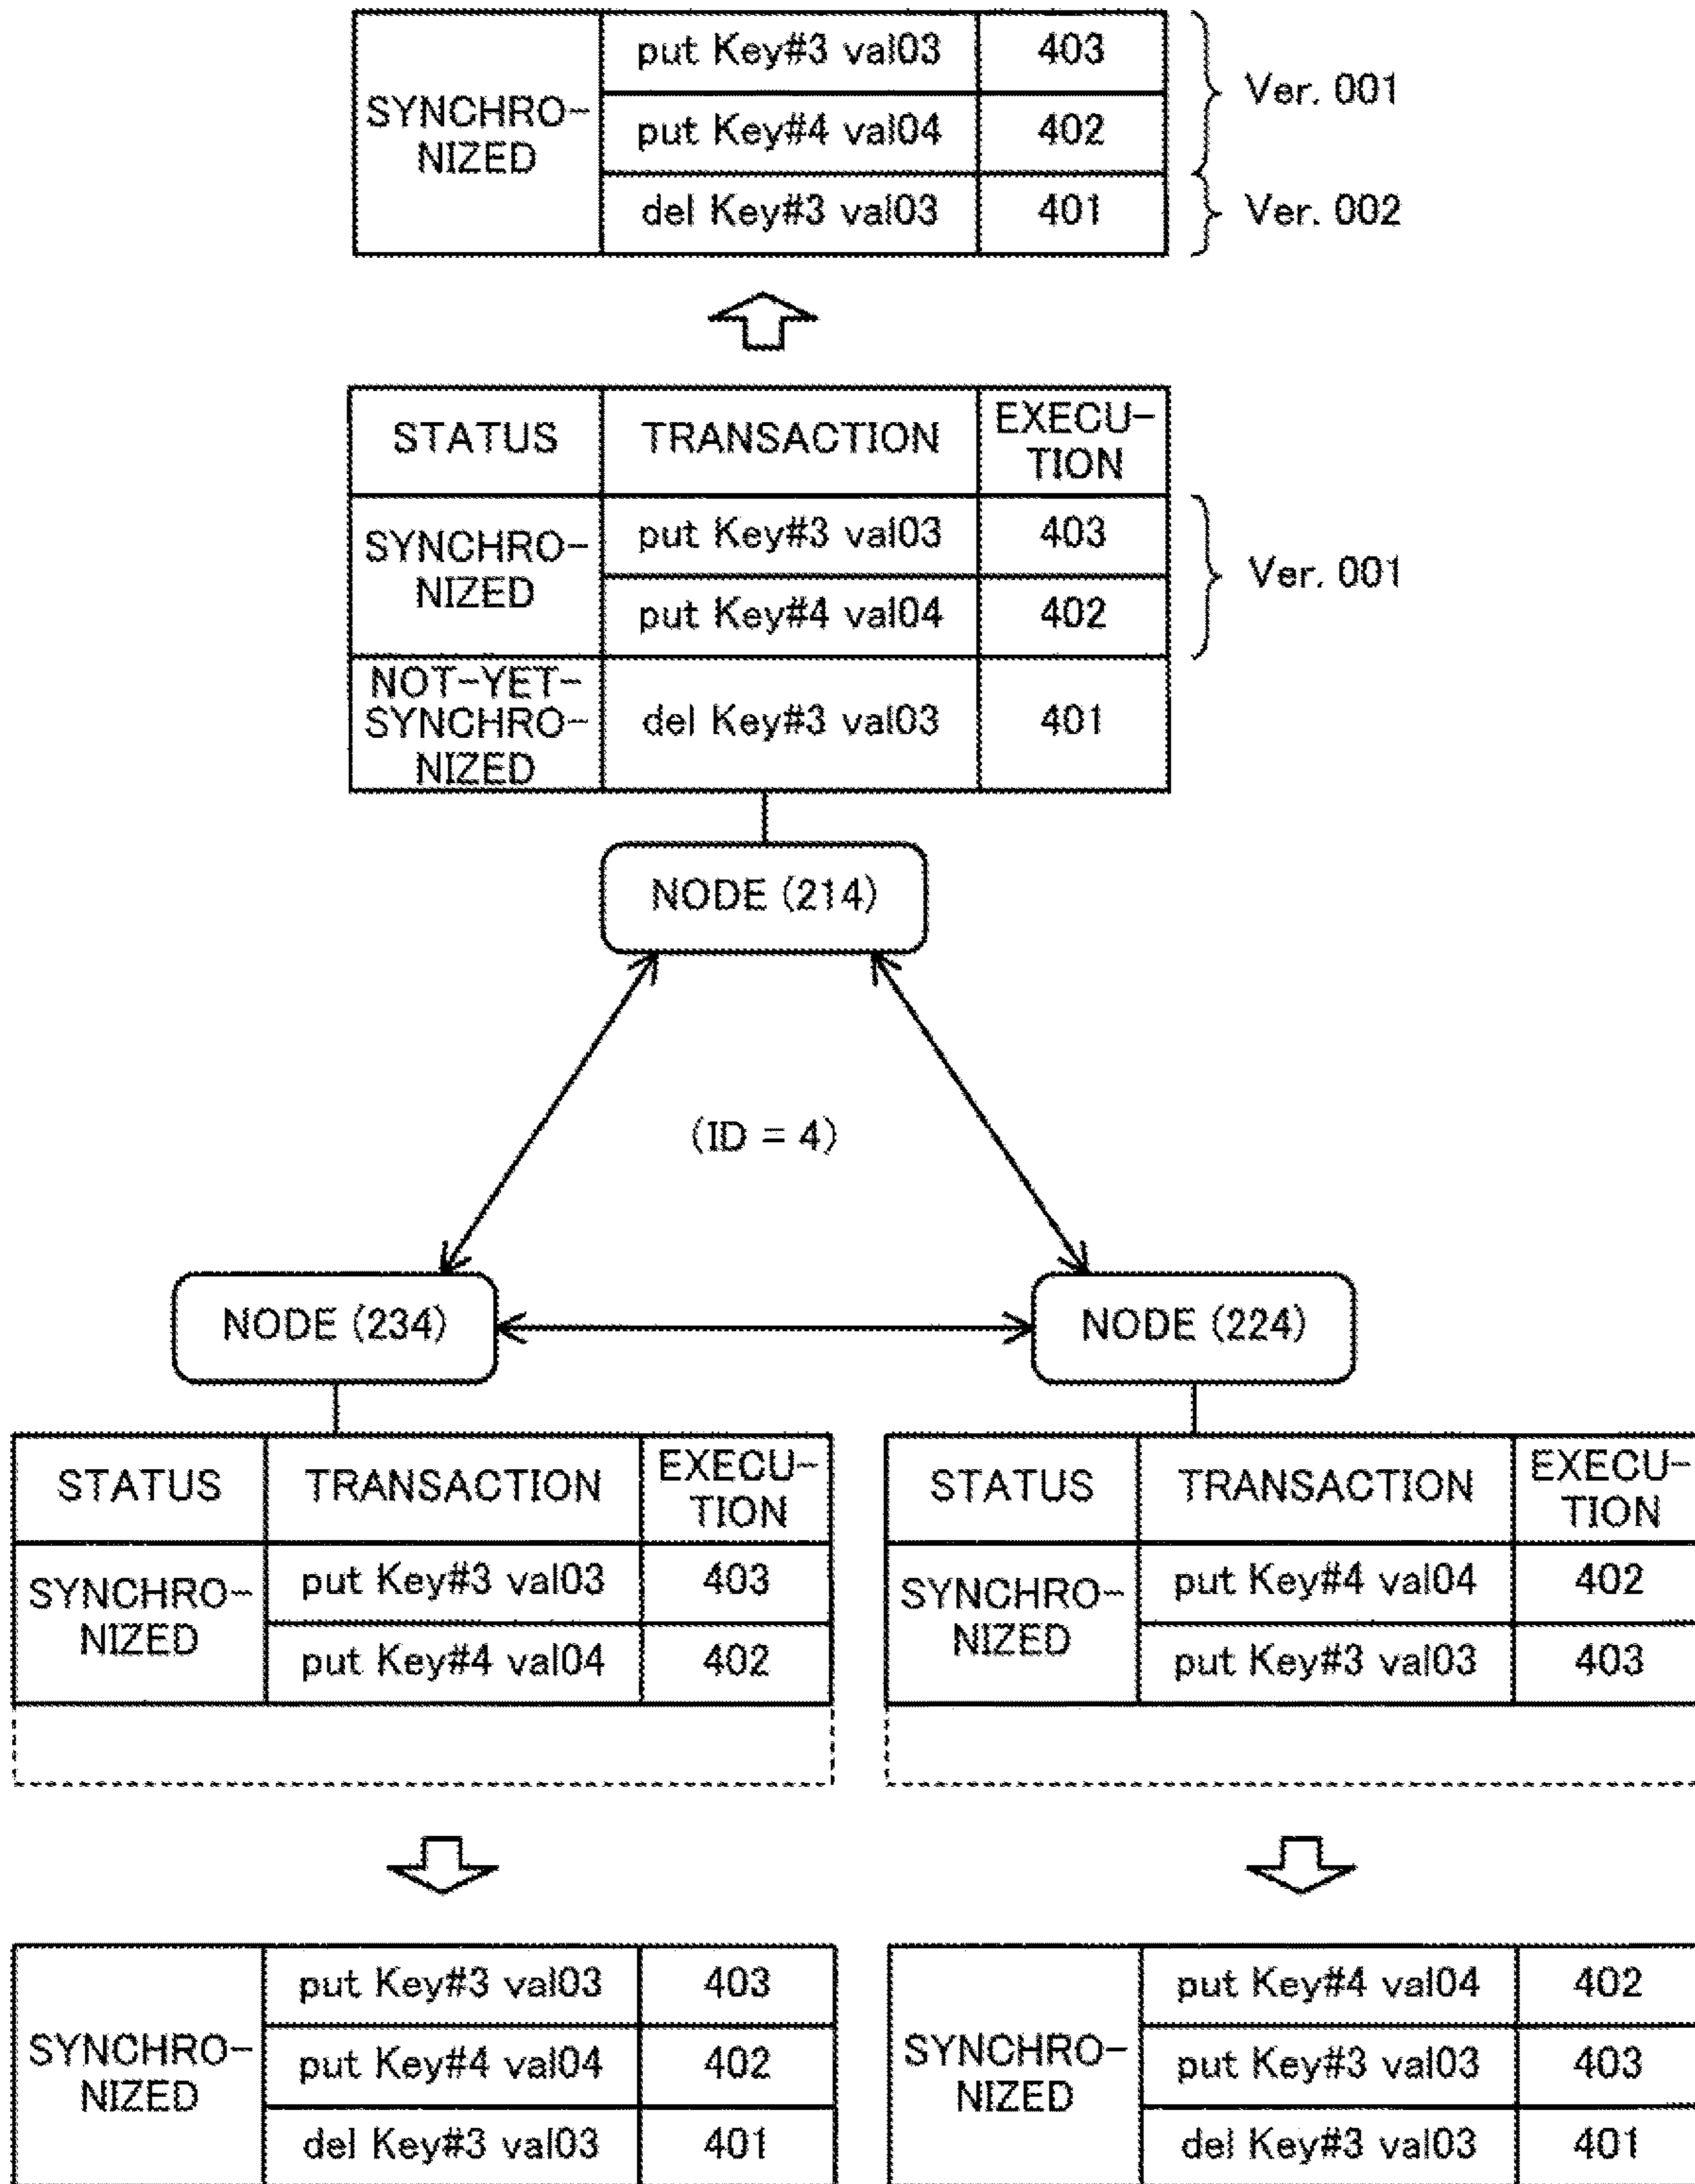 put Key#3 val03 403
SYNCHRO-
NIZED
put Key#4 val04 402
del Key#3 val03 401
Ver. 001
Ver. 002
STATUS TRANSACTION EXECU-
TION
SYNCHRO-
NIZED
put Key#3 val03 403
put Key#4 val04 402
Ver. 001
NOT-YET-
SYNCHRO-
NIZED
del Key#3 val03 401
NODE (214)
(ID = 4)
NODE (234)
NODE (224)
STATUS TRANSACTION EXECU-
TION
SYNCHRO-
NIZED
put Key#3 val03 403
put Key#4 val04 402
STATUS TRANSACTION EXECU-
TION
SYNCHRO-
NIZED
put Key#4 val04 402
put Key#3 val03 403
SYNCHRO-
NIZED
put Key#3 val03 403
put Key#4 val04 402
del Key#3 val03 401
SYNCHRO-
NIZED
put Key#4 val04 402
put Key#3 val03 403
del Key#3 val03 401